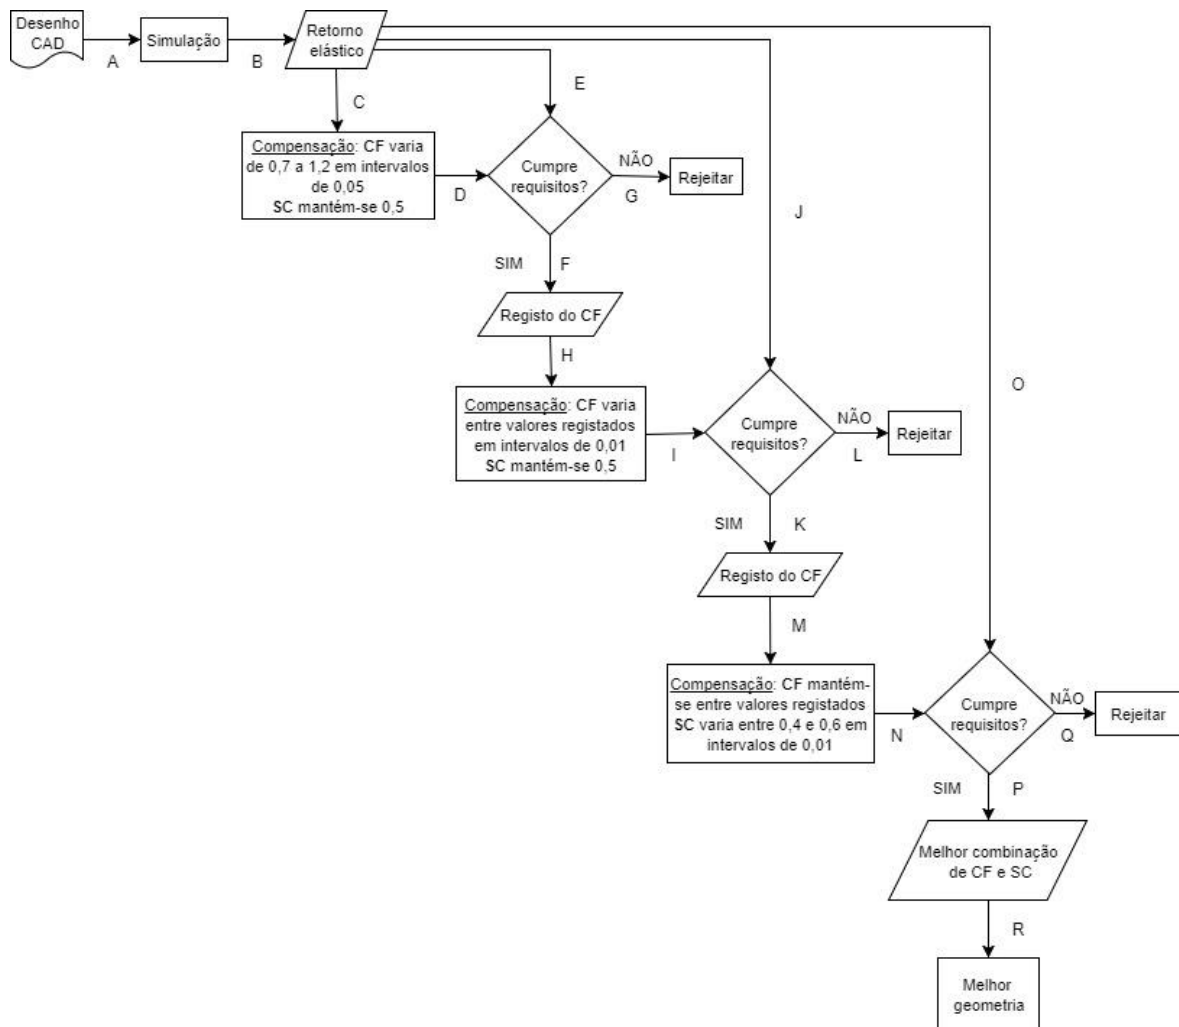 Desenho
CAD
A
Simulação
B
Retorno
elástico
C
E
Compensação: CF varia
de 0,7 a 1,2 em intervalos
de 0,05
SC mantém-se 0,5
D
Cumpre
requisitos?
NÃO
G
Rejeitar
J
SIM
F
Registo do CF
H
O
Compensação: CF varia
entre valores registados
em intervalos de 0,01
SC mantém-se 0,5
I
Cumpre
requisitos?
NÃO
L
Rejeitar
SIM
K
Registo do CF
M
Compensação: CF mantém-
se entre valores registados
SC varia entre 0,4 e 0,6 em
intervalos de 0,01
N
Cumpre
requisitos?
NÃO
Q
Rejeitar
SIM
P
Melhor combinação
de CF e SC
R
Melhor
geometria